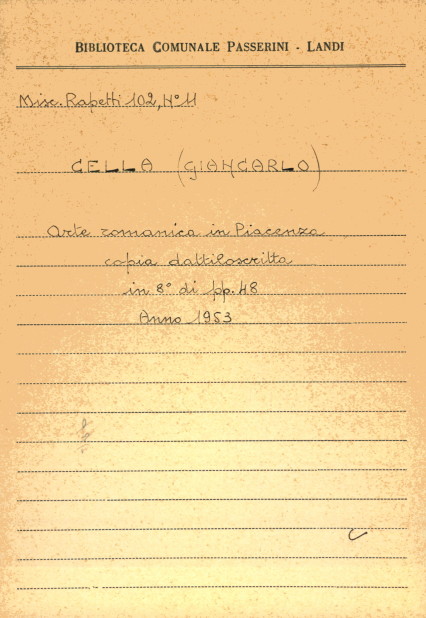 BIBLIOTECA COMUNALE PASSERINI - LANDI
Misc. Rapetti 102, N° 11
CELLA (GIANCARLO)
Arte romanica in Piacenza
copia dattiloscritta
in 8° di pp. 48
Anno 1953